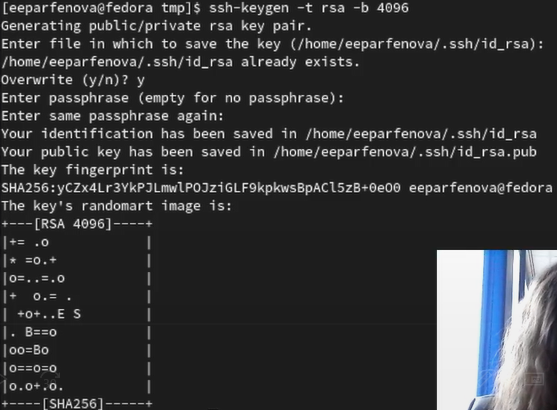 [eeparfenova@fedora tmp]$ ssh-keygen -t rsa -b 4096
Generating public/private rsa key pair.
Enter file in which to save the key (/home/eeparfenova/.ssh/id_rsa):
/home/eeparfenova/.ssh/id_rsa already exists.
Overwrite (y/n)? y
Enter passphrase (empty for no passphrase):
Enter same passphrase again:
Your identification has been saved in /home/eeparfenova/.ssh/id_rsa
Your public key has been saved in /home/eeparfenova/.ssh/id_rsa.pub
The key fingerprint is:
SHA256:yCZx4Lr3YkPJLmwlPOJziGLF9kpkwsBpACl5zB+0eO0 eeparfenova@fedora
The key's randomart image is:
+---[RSA 4096]----+
|+= .o            |
|* =o.+           |
|o=..=.o          |
|+  o.= .         |
| +o+..E S        |
|. B==o           |
|oo=Bo            |
|o==o=o           |
|o.o+.o.          |
+----[SHA256]-----+